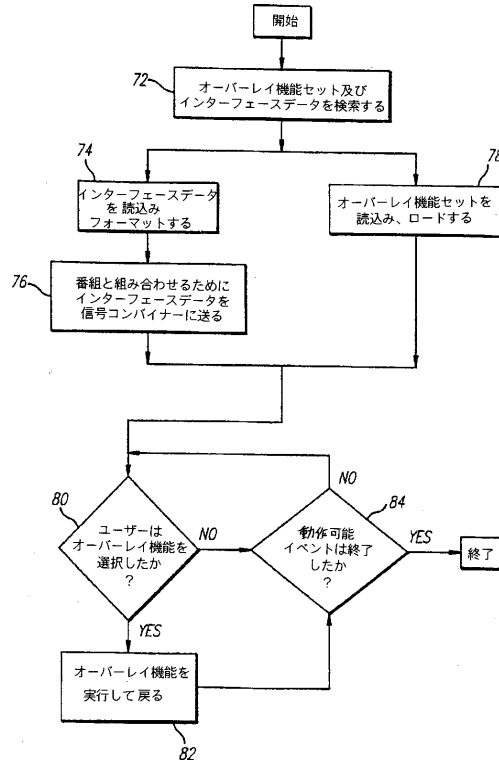 開始
72
オーバーレイ機能セット及び
インターフェースデータを検索する
74
インターフェースデータ
を読込み
フォーマットする
78
オーバーレイ機能セットを
読込み、ロードする
76
番組と組み合わせるために
インターフェースデータを
信号コンバイナーに送る
80
ユーザーは
オーバーレイ機能を
選択したか
?
NO
YES
84
動作可能
イベントは終了
したか
?
NO
YES
終了
オーバーレイ機能を
実行して戻る
82